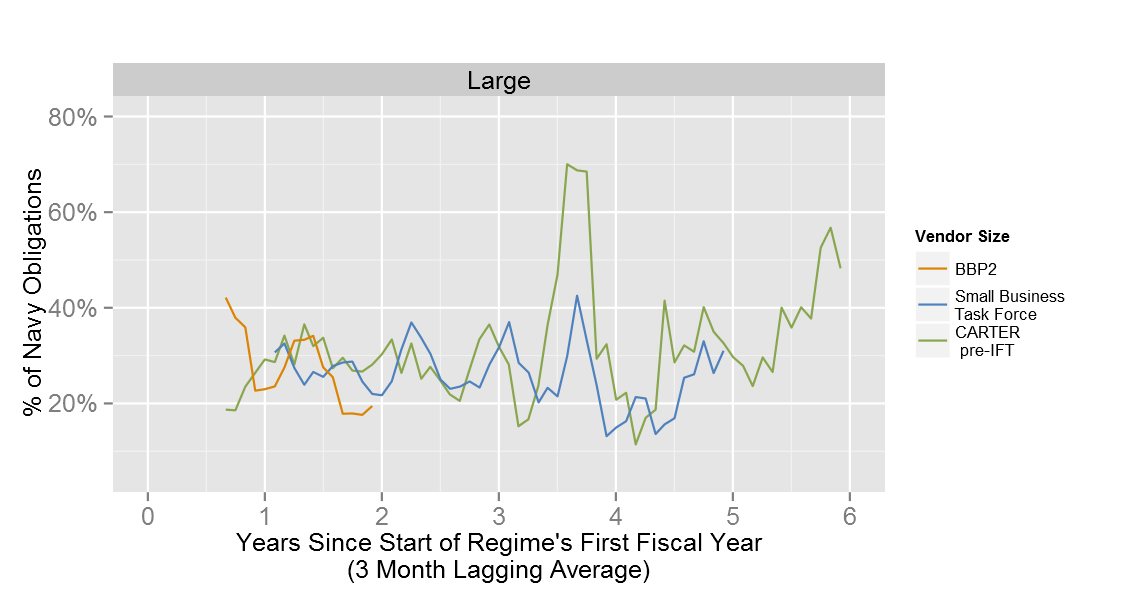 Large
80%
60%
40%
20%
% of Navy Obligations
0 1 2 3 4 5 6
Years Since Start of Regime's First Fiscal Year
(3 Month Lagging Average)
Vendor Size
BBP2
Small Business
Task Force
CARTER
pre-IFT